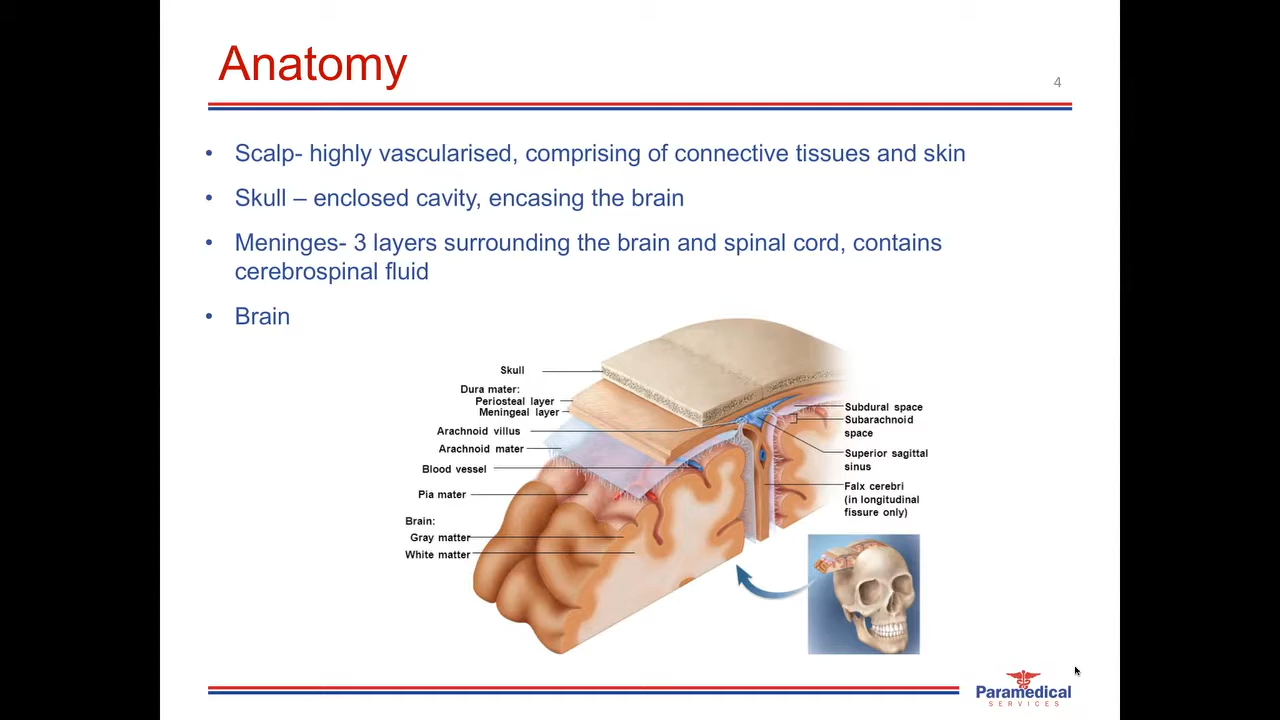 Anatomy
4
• Scalp- highly vascularised, comprising of connective tissues and skin
• Skull – enclosed cavity, encasing the brain
• Meninges- 3 layers surrounding the brain and spinal cord, contains
cerebrospinal fluid
• Brain
Skull
Dura mater:
Periosteal layer
Meningeal layer
Arachnoid villus
Arachnoid mater
Blood vessel
Pia mater
Brain:
Gray matter
White matter
Subdural space
Subarachnoid
space
Superior sagittal
sinus
Falx cerebri
(in longitudinal
fissure only)
Paramedical
SERVICES